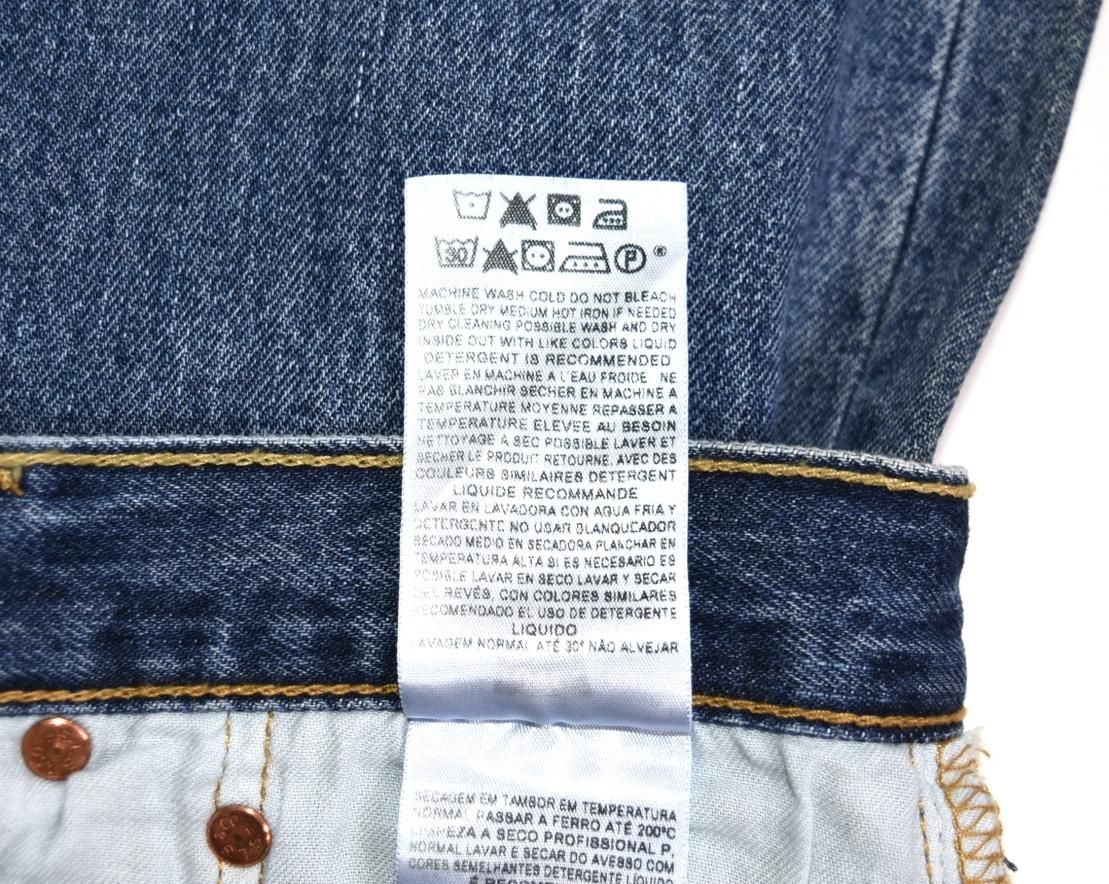 30 P ®
MACHINE WASH COLD DO NOT BLEACH
TUMBLE DRY MEDIUM HOT IRON IF NEEDED
DRY CLEANING POSSIBLE WASH AND DRY
INSIDE OUT WITH LIKE COLORS LIQUID
DETERGENT IS RECOMMENDED
LAVER EN MACHINE A L'EAU FROIDE NE
PAS BLANCHIR SECHER EN MACHINE A
TEMPERATURE MOYENNE REPASSER A
TEMPERATURE ELEVEE AU BESOIN
NETTOYAGE A SEC POSSIBLE LAVER ET
SECHER LE PRODUIT RETOURNE, AVEC DES
COULEURS SIMILAIRES DETERGENT
LIQUIDE RECOMMANDE
LAVAR EN LAVADORA CON AGUA FRIA Y
DETERGENTE NO USAR BLANQUEADOR
SECADO MEDIO EN SECADORA PLANCHAR EN
TEMPERATURA ALTA SI ES NECESARIO ES
POSIBLE LAVAR EN SECO LAVAR Y SECAR
DEL REVÉS, CON COLORES SIMILARES
RECOMENDADO EL USO DE DETERGENTE
LIQUIDO
LAVAGEM NORMAL ATÉ 30° NÃO ALVEJAR
SECAGEM EM TAMBOR EM TEMPERATURA
NORMAL PASSAR A FERRO ATÉ 200°C
LIMPEZA A SECO PROFISSIONAL P.
NORMAL LAVAR E SECAR DO AVESSO COM
CORES SEMELHANTES DETERGENTE LÍQUIDO